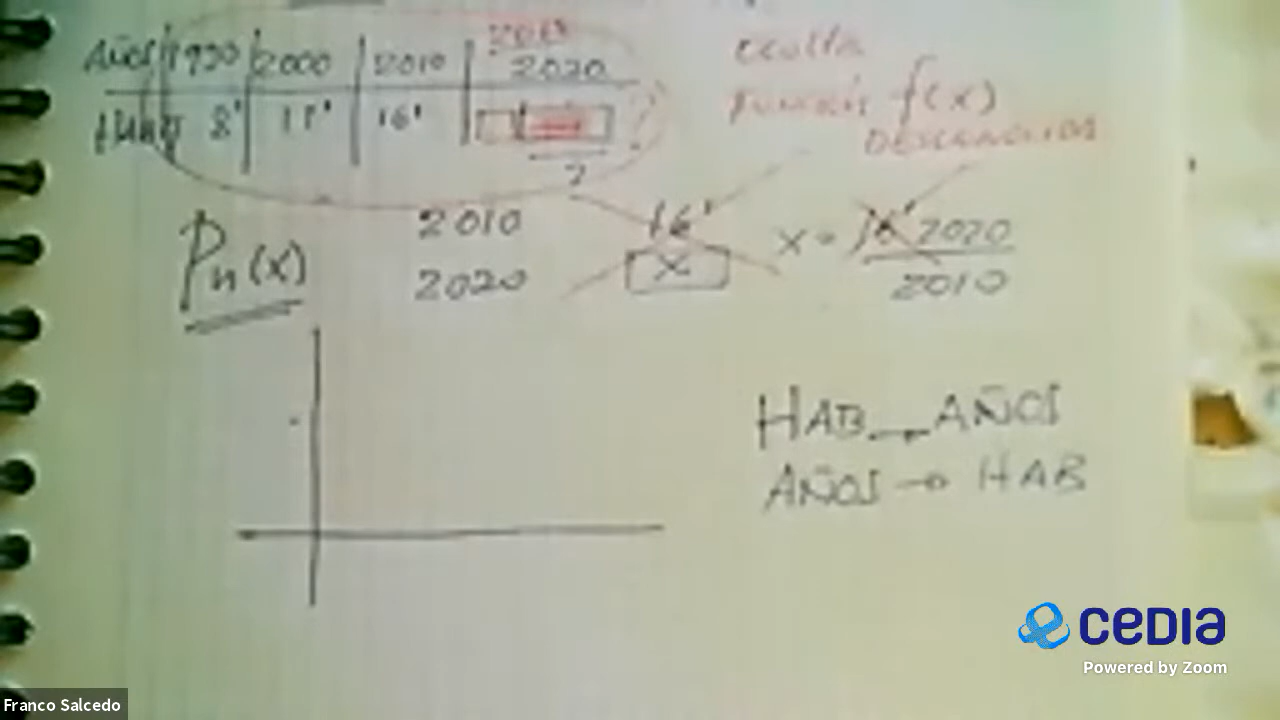 2015
Años 1990 2000 2010 2020
8' 11' 16' ?
?
oculta
función f(x)
DESCONOCIDA
Pn(x)
2010 16'
2020 X
X = 16' 2020
2010
HAB → AÑOS
AÑOS → HAB
CEDIA
Powered by Zoom
Franco Salcedo